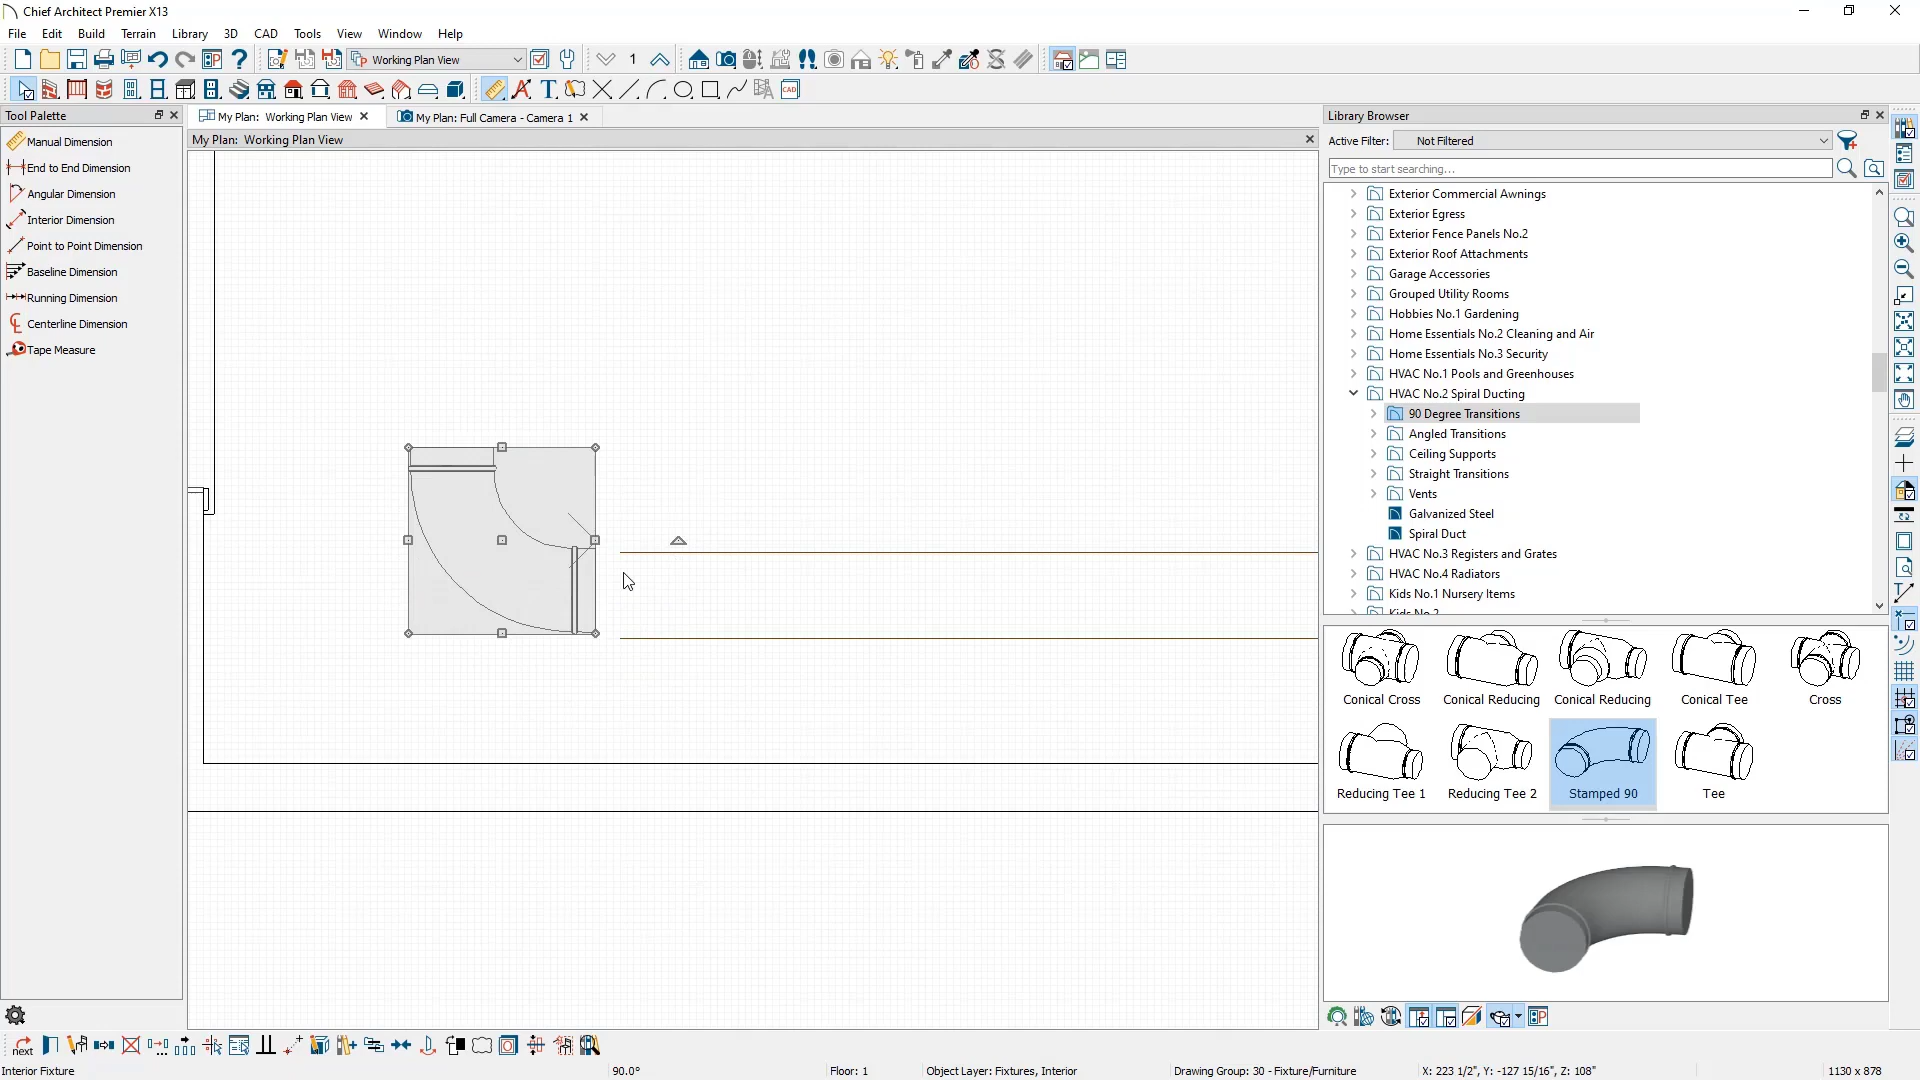 Chief Architect Premier X13
File Edit Build Terrain Library 3D CAD Tools View Window Help
Working Plan View 1
Tool Palette
My Plan: Working Plan View
My Plan: Full Camera - Camera 1
My Plan: Working Plan View
Manual Dimension
End to End Dimension
Angular Dimension
Interior Dimension
Point to Point Dimension
Baseline Dimension
Running Dimension
Centerline Dimension
Tape Measure
Library Browser
Active Filter: Not Filtered
Type to start searching...
Exterior Commercial Awnings
Exterior Egress
Exterior Fence Panels No.2
Exterior Roof Attachments
Garage Accessories
Grouped Utility Rooms
Hobbies No.1 Gardening
Home Essentials No.2 Cleaning and Air
Home Essentials No.3 Security
HVAC No.1 Pools and Greenhouses
HVAC No.2 Spiral Ducting
90 Degree Transitions
Angled Transitions
Ceiling Supports
Straight Transitions
Vents
Galvanized Steel
Spiral Duct
HVAC No.3 Registers and Grates
HVAC No.4 Radiators
Kids No.1 Nursery Items
Kids No.2
Conical Cross Conical Reducing Conical Reducing Conical Tee Cross
Reducing Tee 1 Reducing Tee 2 Stamped 90 Tee
next
Interior Fixture 90.0° Floor: 1 Object Layer: Fixtures, Interior Drawing Group: 30 - Fixture/Furniture X: 223 1/2", Y: -127 15/16", Z: 108" 1130 x 878